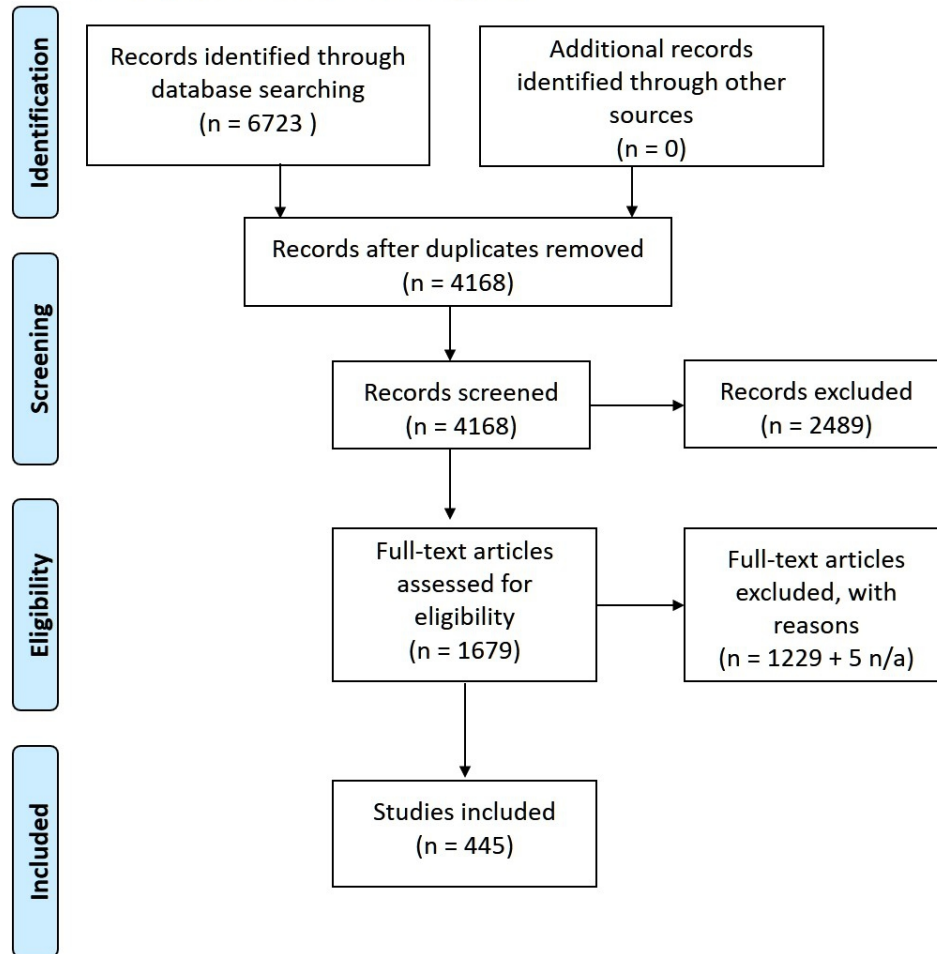 Identification
Records identified through
database searching
(n = 6723 )
Additional records
identified through other
sources
(n = 0)
Records after duplicates removed
(n = 4168)
Screening
Records screened
(n = 4168)
Records excluded
(n = 2489)
Eligibility
Full-text articles
assessed for
eligibility
(n = 1679)
Full-text articles
excluded, with
reasons
(n = 1229 + 5 n/a)
Included
Studies included
(n = 445)